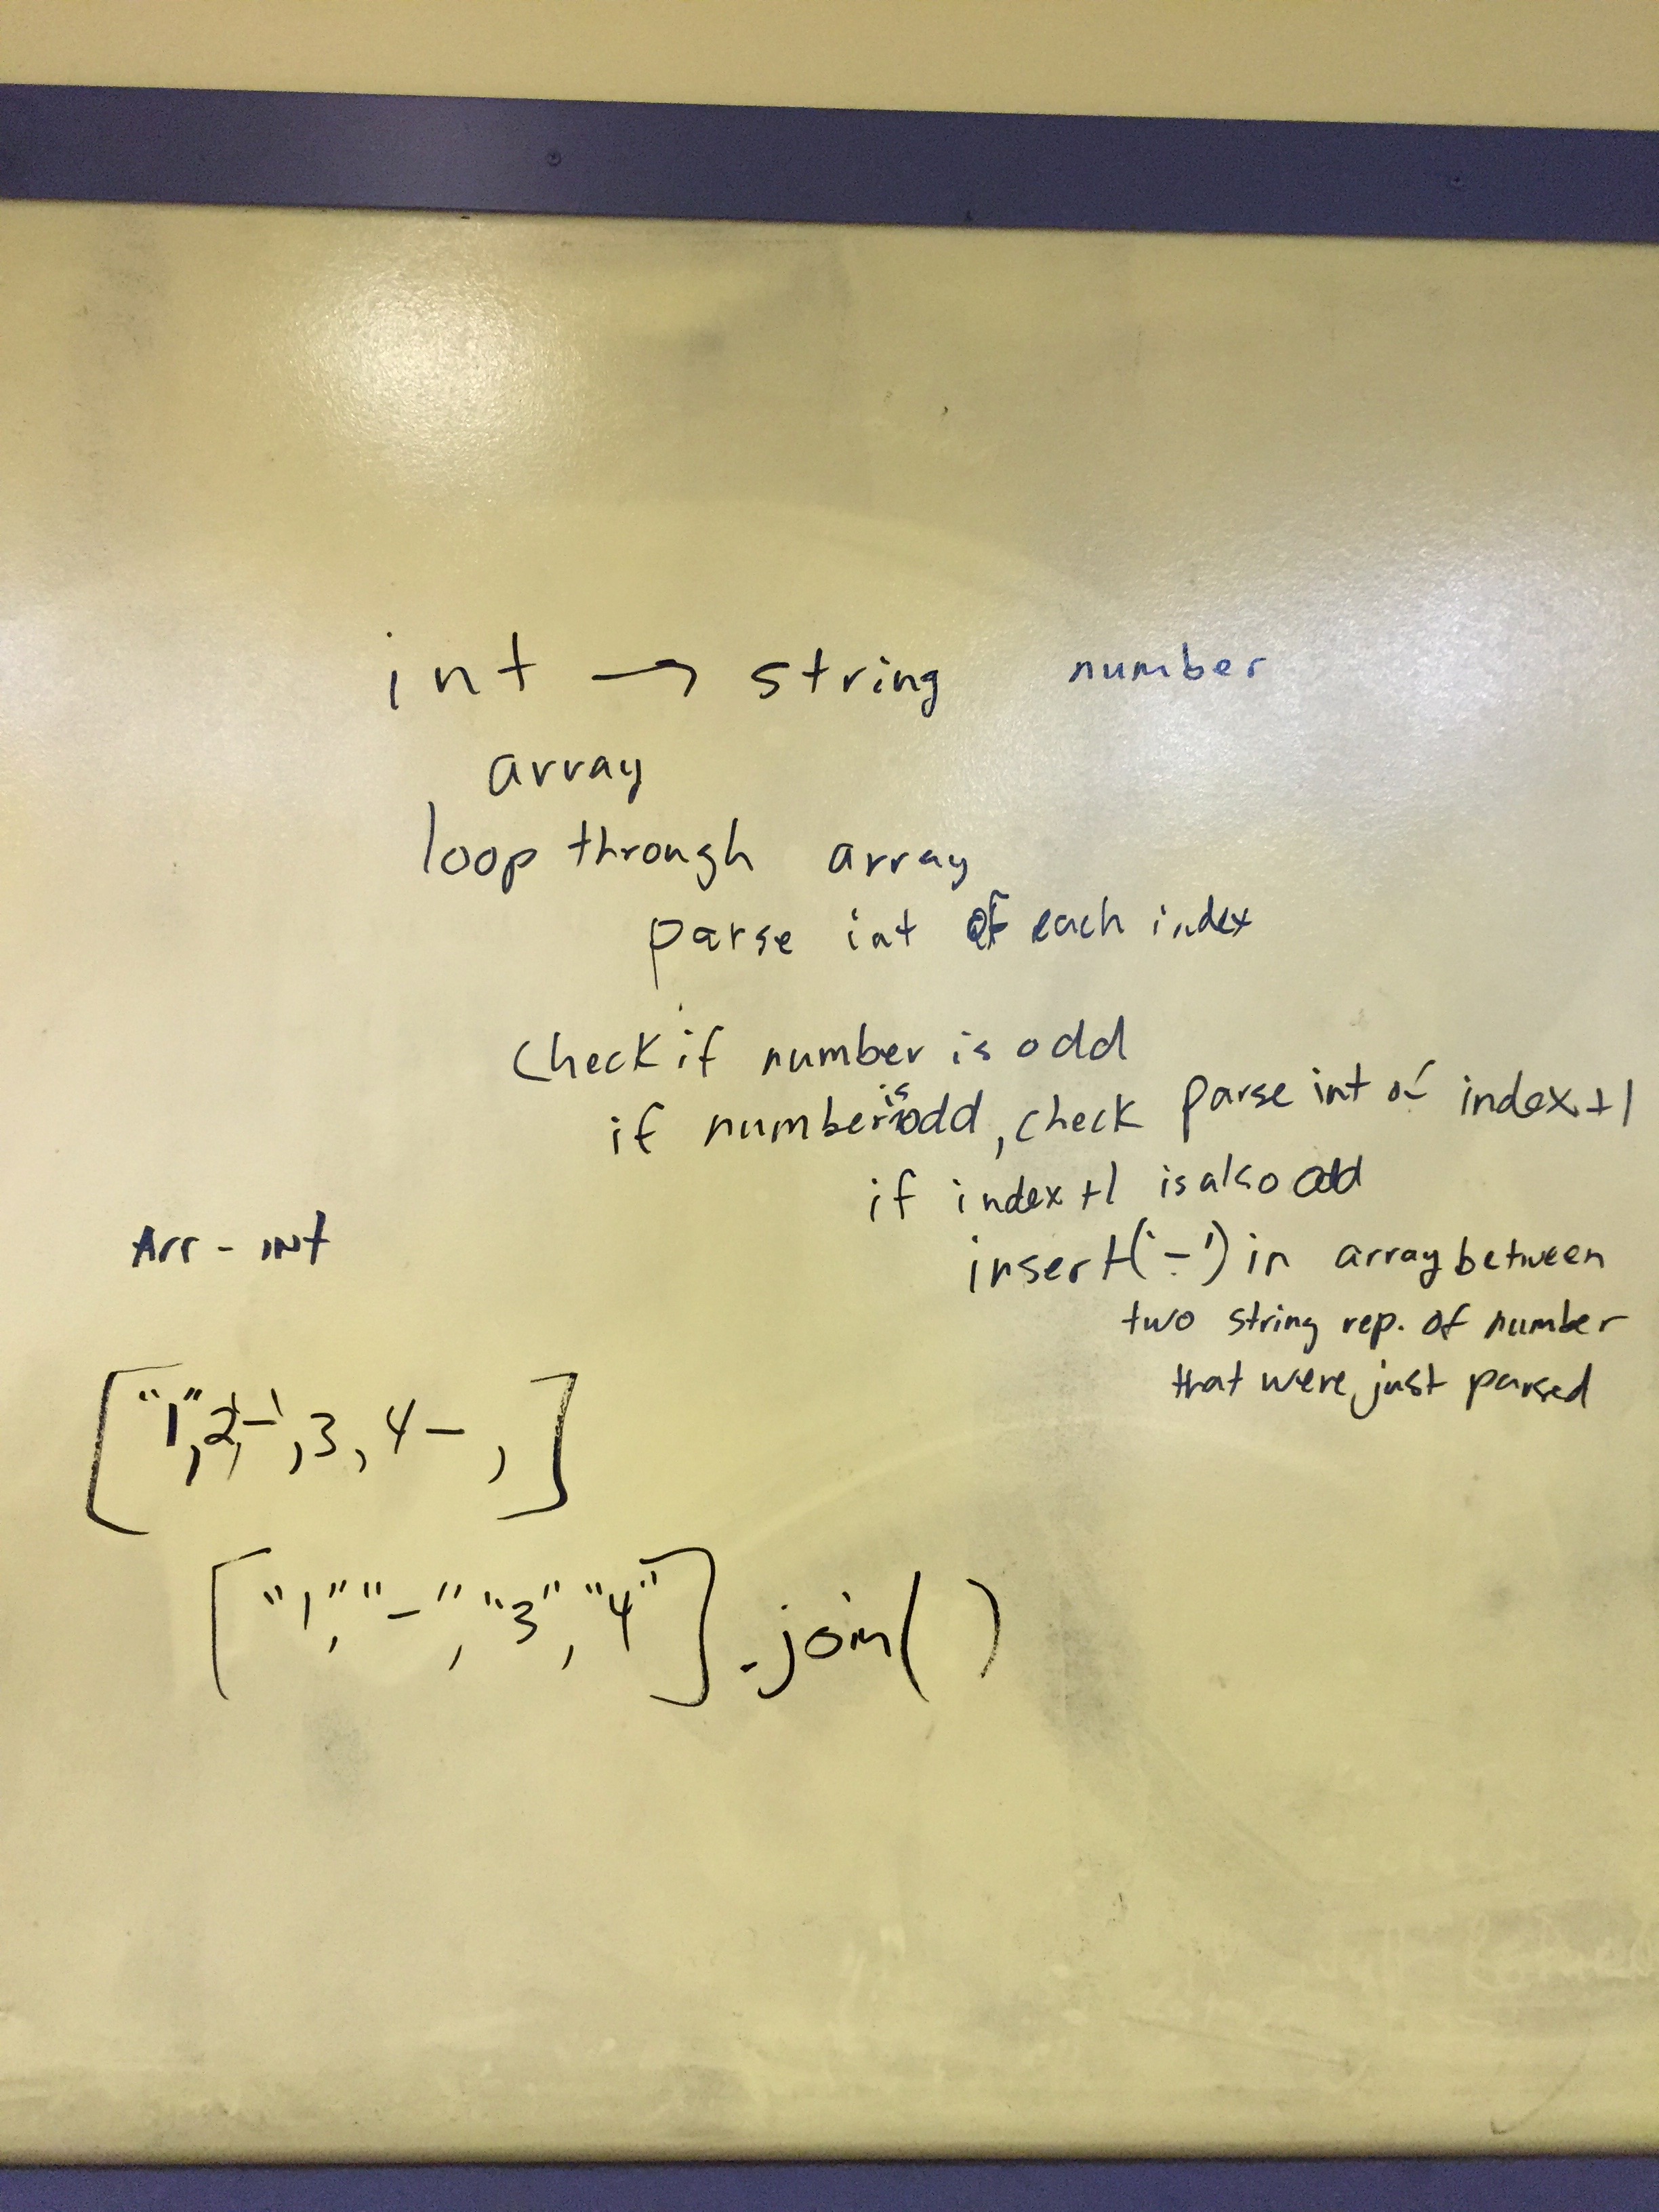 int → string number
array
loop through array
parse int of each index
check if number is odd
if number is odd, check parse int of index+1
if index+1 is also odd
insert('-') in array between
two string rep. of number
that were just parsed
Arr - INt
["1", 2, '-', 3, 4 - , ]
["1", "-", "3", "4"].join( )